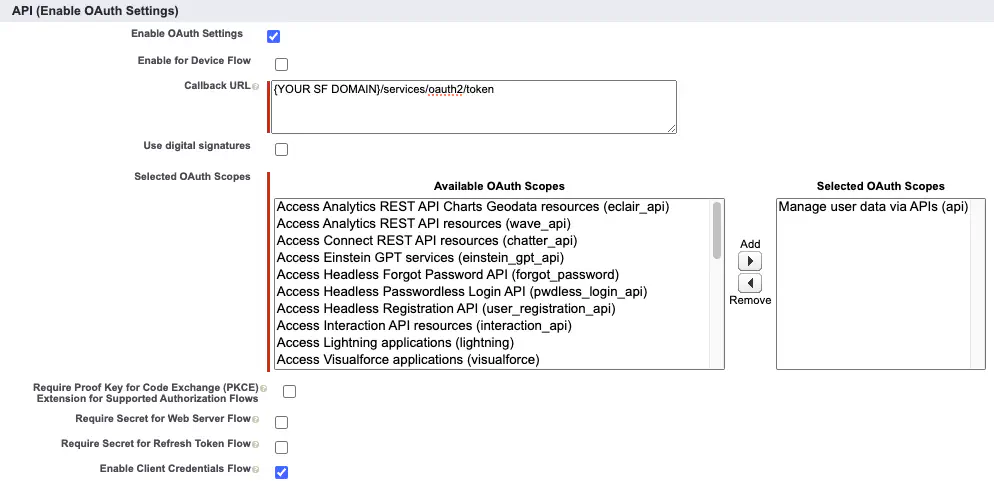 API (Enable OAuth Settings)
Enable OAuth Settings
Enable for Device Flow
Callback URL
{YOUR SF DOMAIN}/services/oauth2/token
Use digital signatures
Selected OAuth Scopes
Available OAuth Scopes
Access Analytics REST API Charts Geodata resources (eclair_api)
Access Analytics REST API resources (wave_api)
Access Connect REST API resources (chatter_api)
Access Einstein GPT services (einstein_gpt_api)
Access Headless Forgot Password API (forgot_password)
Access Headless Passwordless Login API (pwdless_login_api)
Access Headless Registration API (user_registration_api)
Access Interaction API resources (interaction_api)
Access Lightning applications (lightning)
Access Visualforce applications (visualforce)
Add
Remove
Selected OAuth Scopes
Manage user data via APIs (api)
Require Proof Key for Code Exchange (PKCE)
Extension for Supported Authorization Flows
Require Secret for Web Server Flow
Require Secret for Refresh Token Flow
Enable Client Credentials Flow